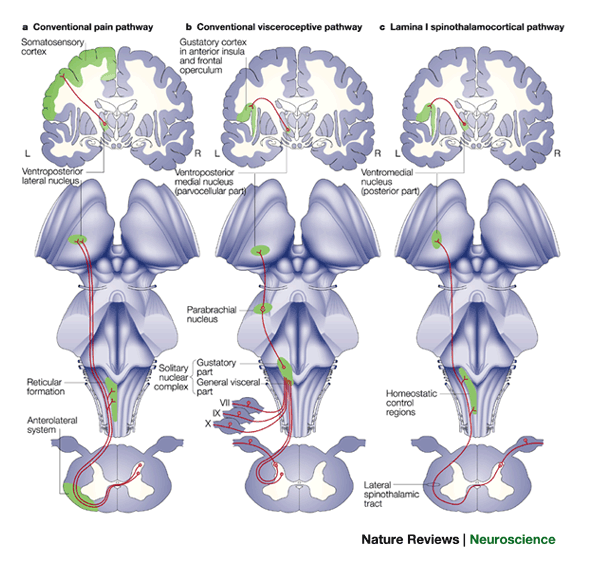 a Conventional pain pathway
Somatosensory
cortex
L
R
Ventroposterior
lateral nucleus
Reticular
formation
Anterolateral
system
b Conventional visceroceptive pathway
Gustatory cortex
in anterior insula
and frontal
operculum
L
R
Ventroposterior
medial nucleus
(parvocellular part)
Parabrachial
nucleus
Solitary
nuclear
complex
Gustatory
part
General visceral
part
VII
IX
X
c Lamina I spinothalamocortical pathway
L
R
Ventromedial
nucleus
(posterior part)
Homeostatic
control
regions
Lateral
spinothalamic
tract
Nature Reviews | Neuroscience